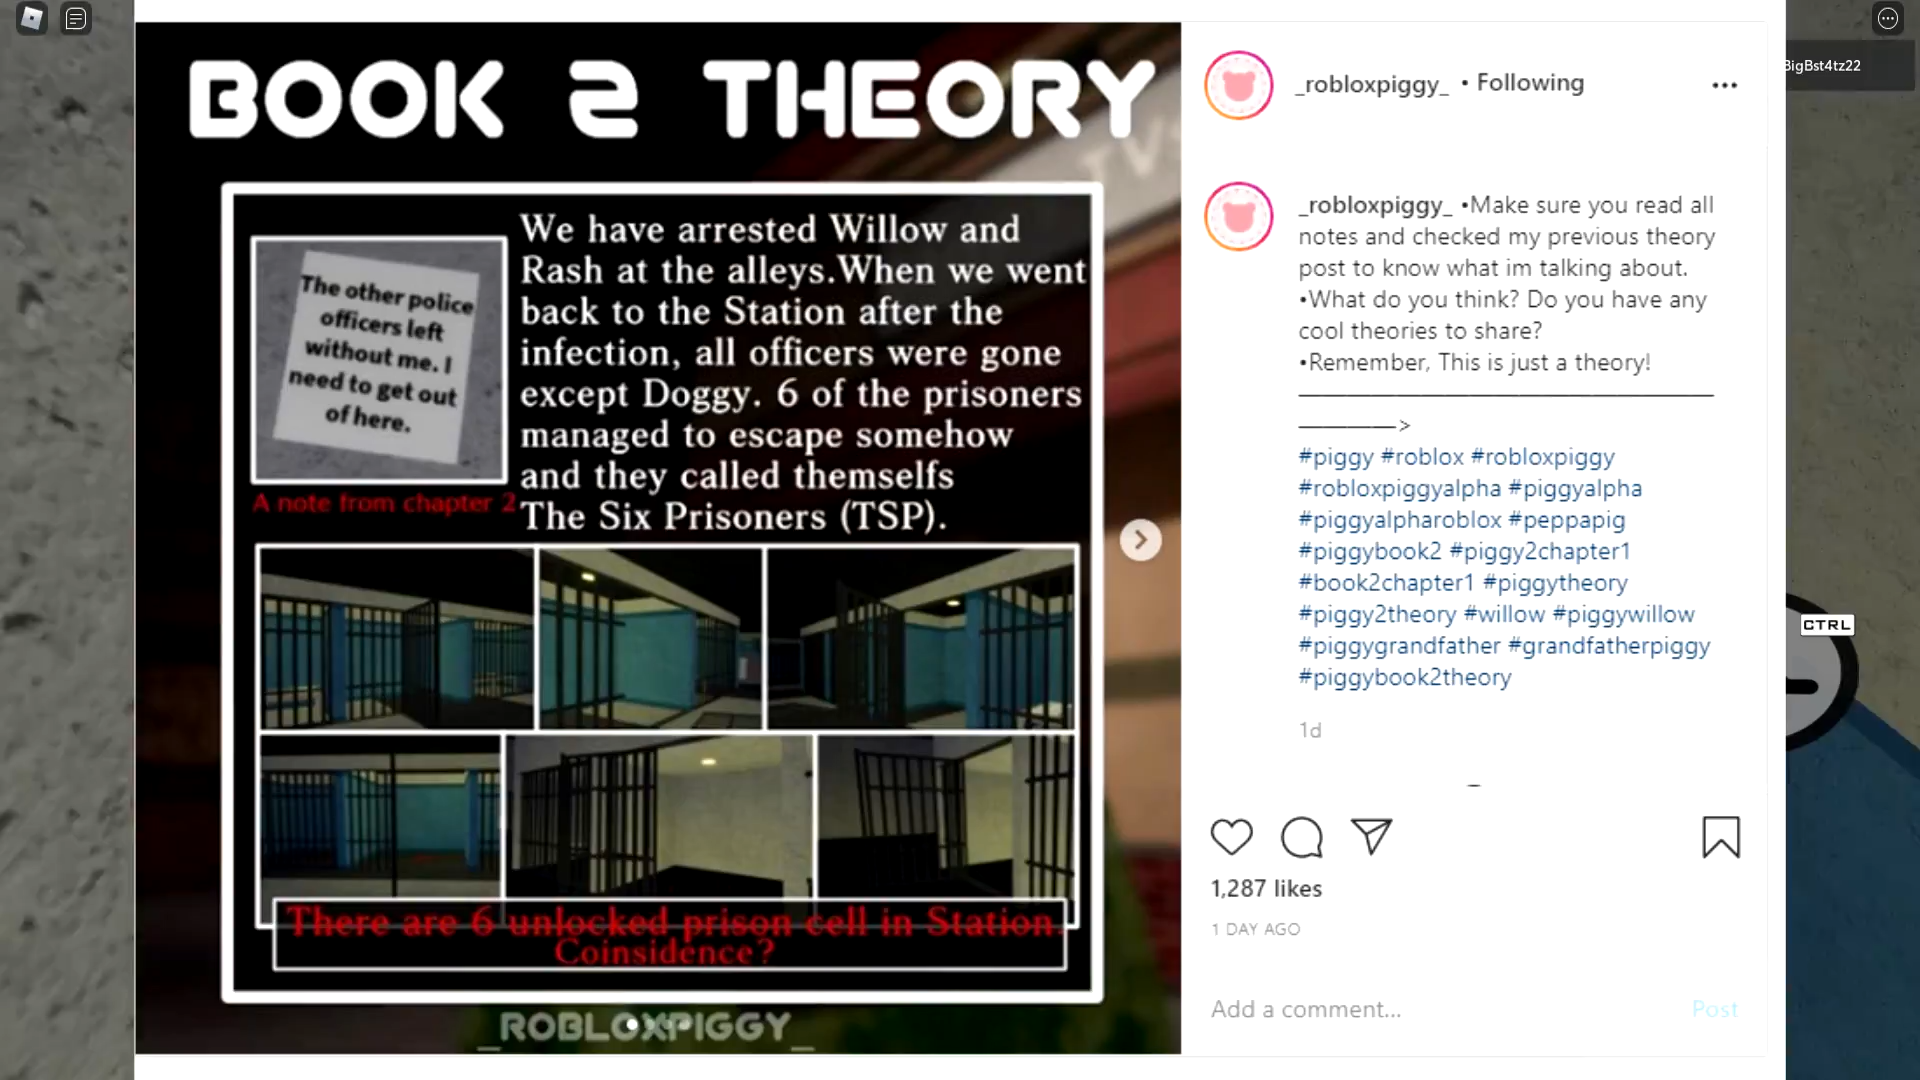 BOOK 2 THEORY
The other police
officers left
without me. I
need to get out
of here.
A note from chapter 2
We have arrested Willow and
Rash at the alleys.When we went
back to the Station after the
infection, all officers were gone
except Doggy. 6 of the prisoners
managed to escape somehow
and they called themselfs
The Six Prisoners (TSP).
There are 6 unlocked prison cell in Station.
Coinsidence?
_ROBLOXPIGGY_
_robloxpiggy_ • Following
_robloxpiggy_ •Make sure you read all
notes and checked my previous theory
post to know what im talking about.
•What do you think? Do you have any
cool theories to share?
•Remember, This is just a theory!
————————————————>
#piggy #roblox #robloxpiggy
#robloxpiggyalpha #piggyalpha
#piggyalpharoblox #peppapig
#piggybook2 #piggy2chapter1
#book2chapter1 #piggytheory
#piggy2theory #willow #piggywillow
#piggygrandfather #grandfatherpiggy
#piggybook2theory
1d
1,287 likes
1 DAY AGO
Add a comment...
Post
BigBst4tz22
CTRL